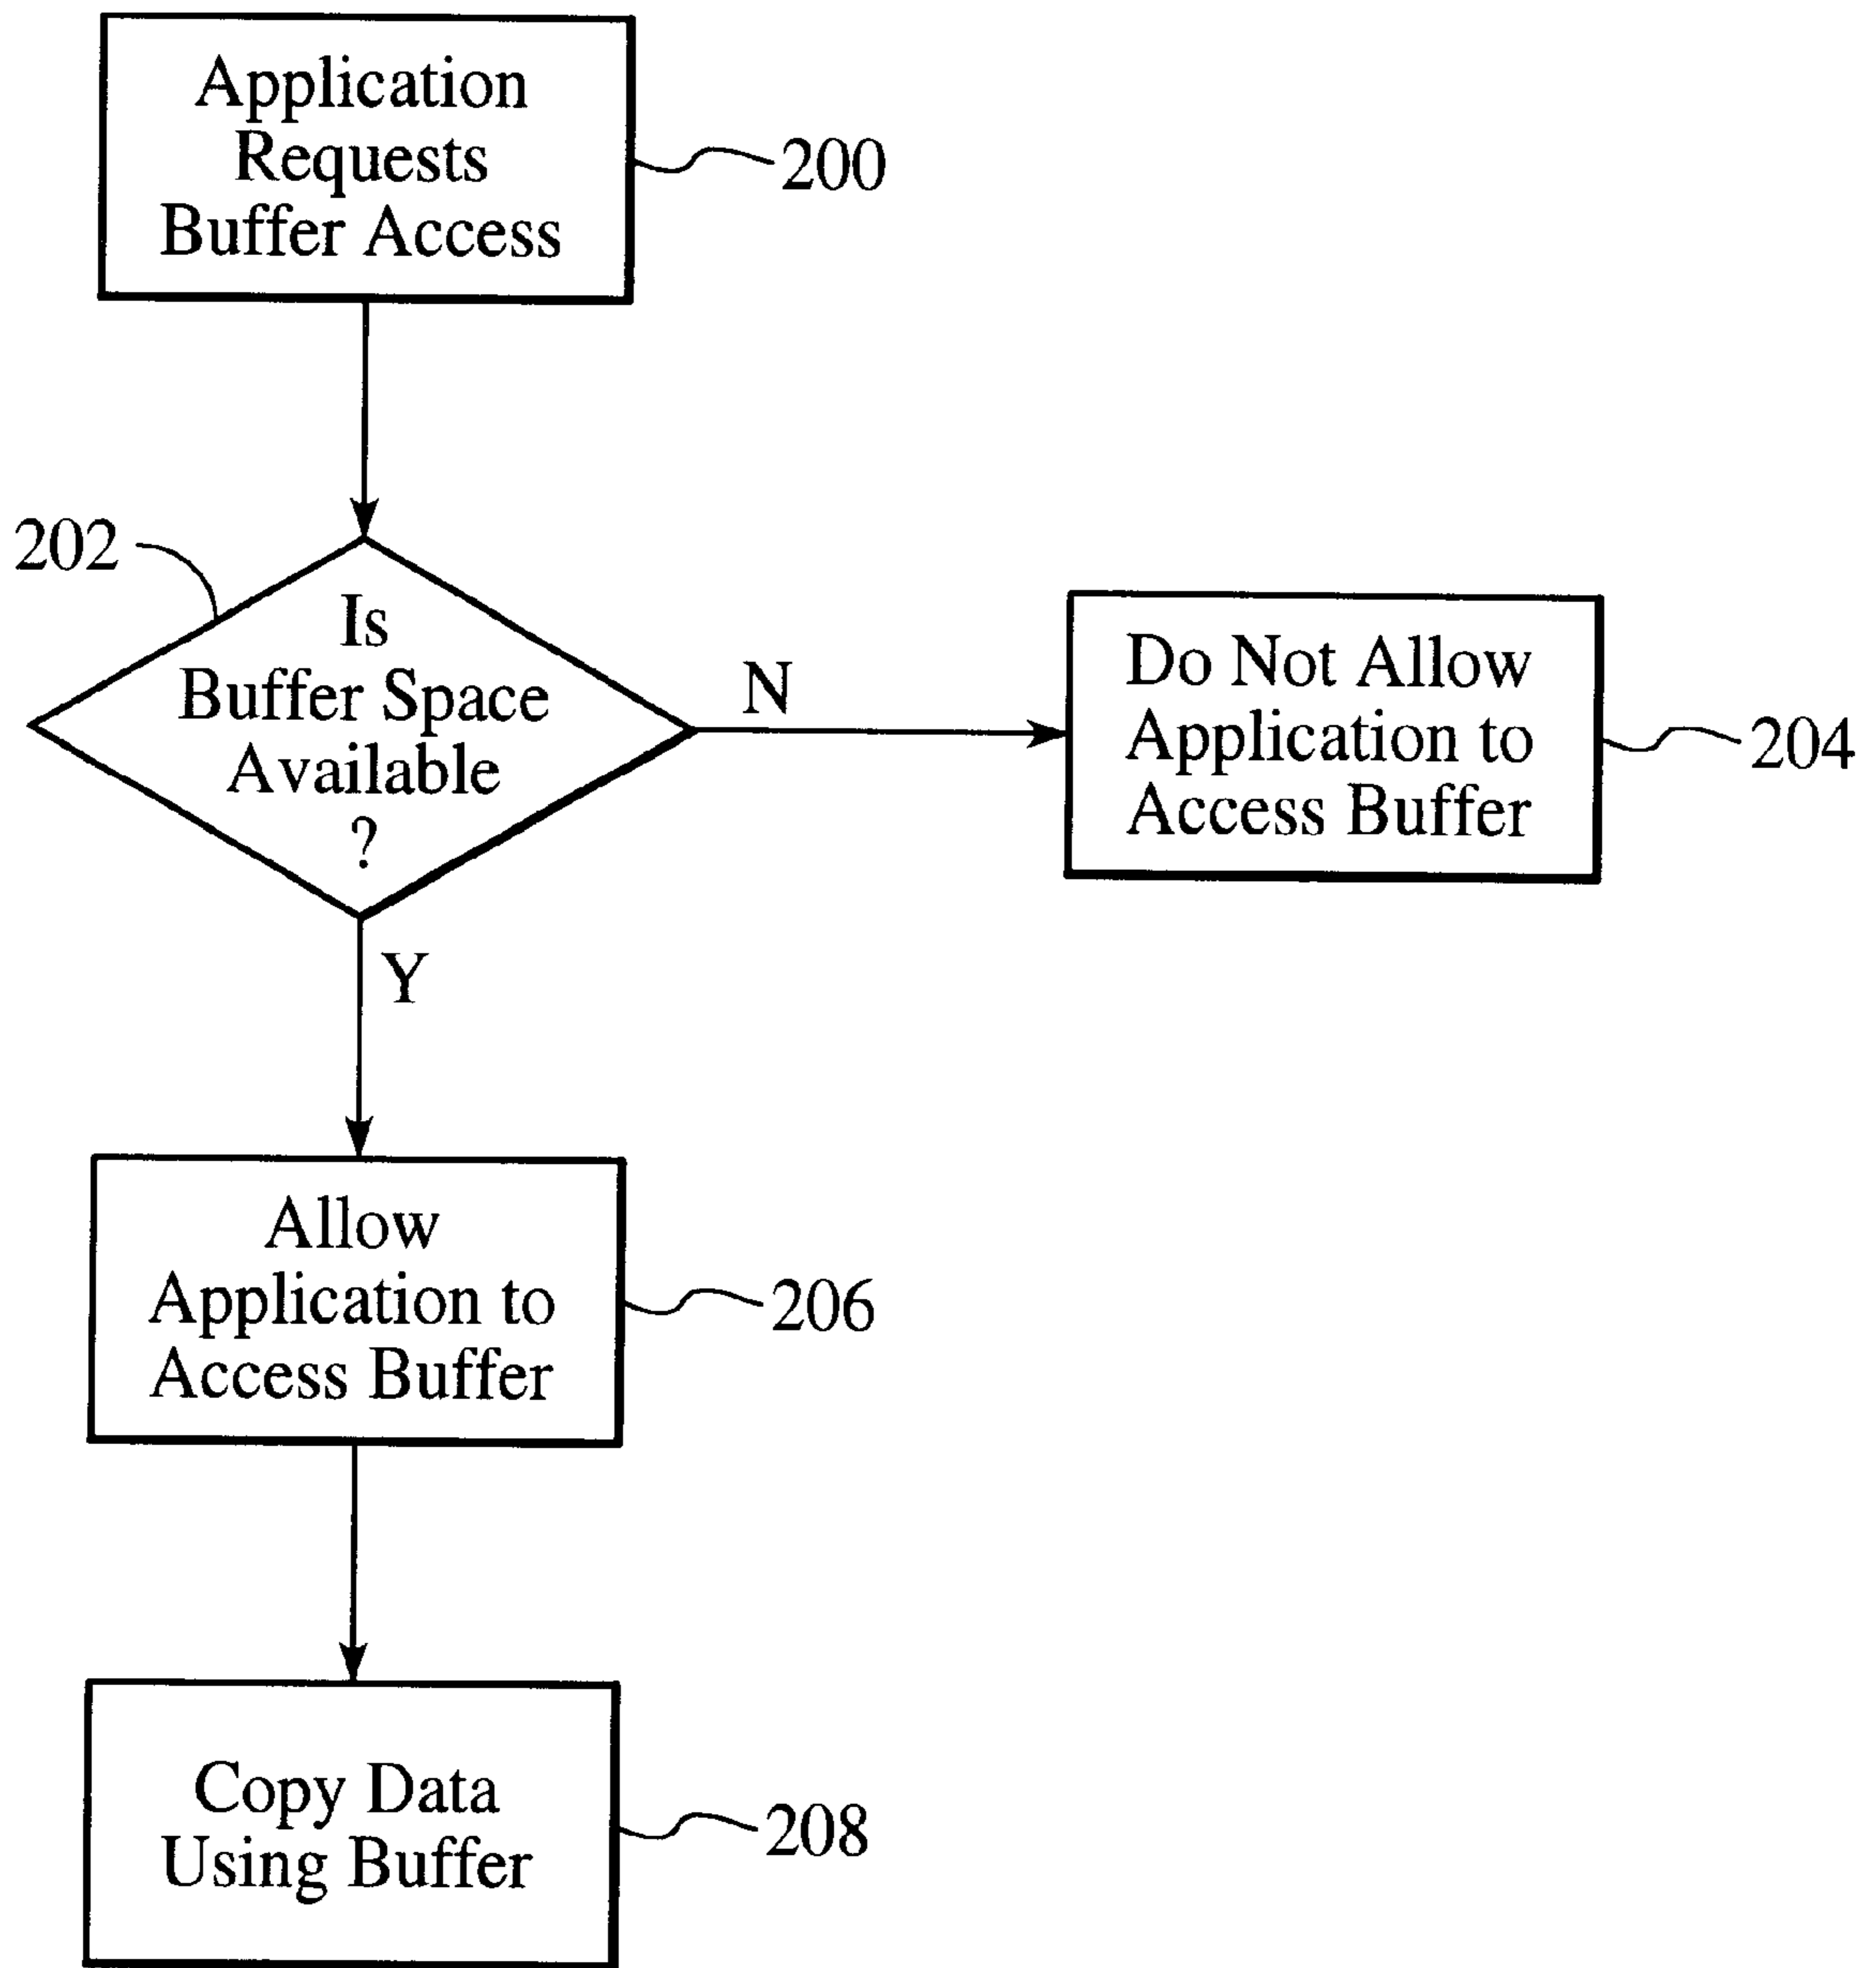 Application
Requests
Buffer Access
200
202
Is
Buffer Space
Available
?
N
Do Not Allow
Application to
Access Buffer
204
Y
Allow
Application to
Access Buffer
206
Copy Data
Using Buffer
208